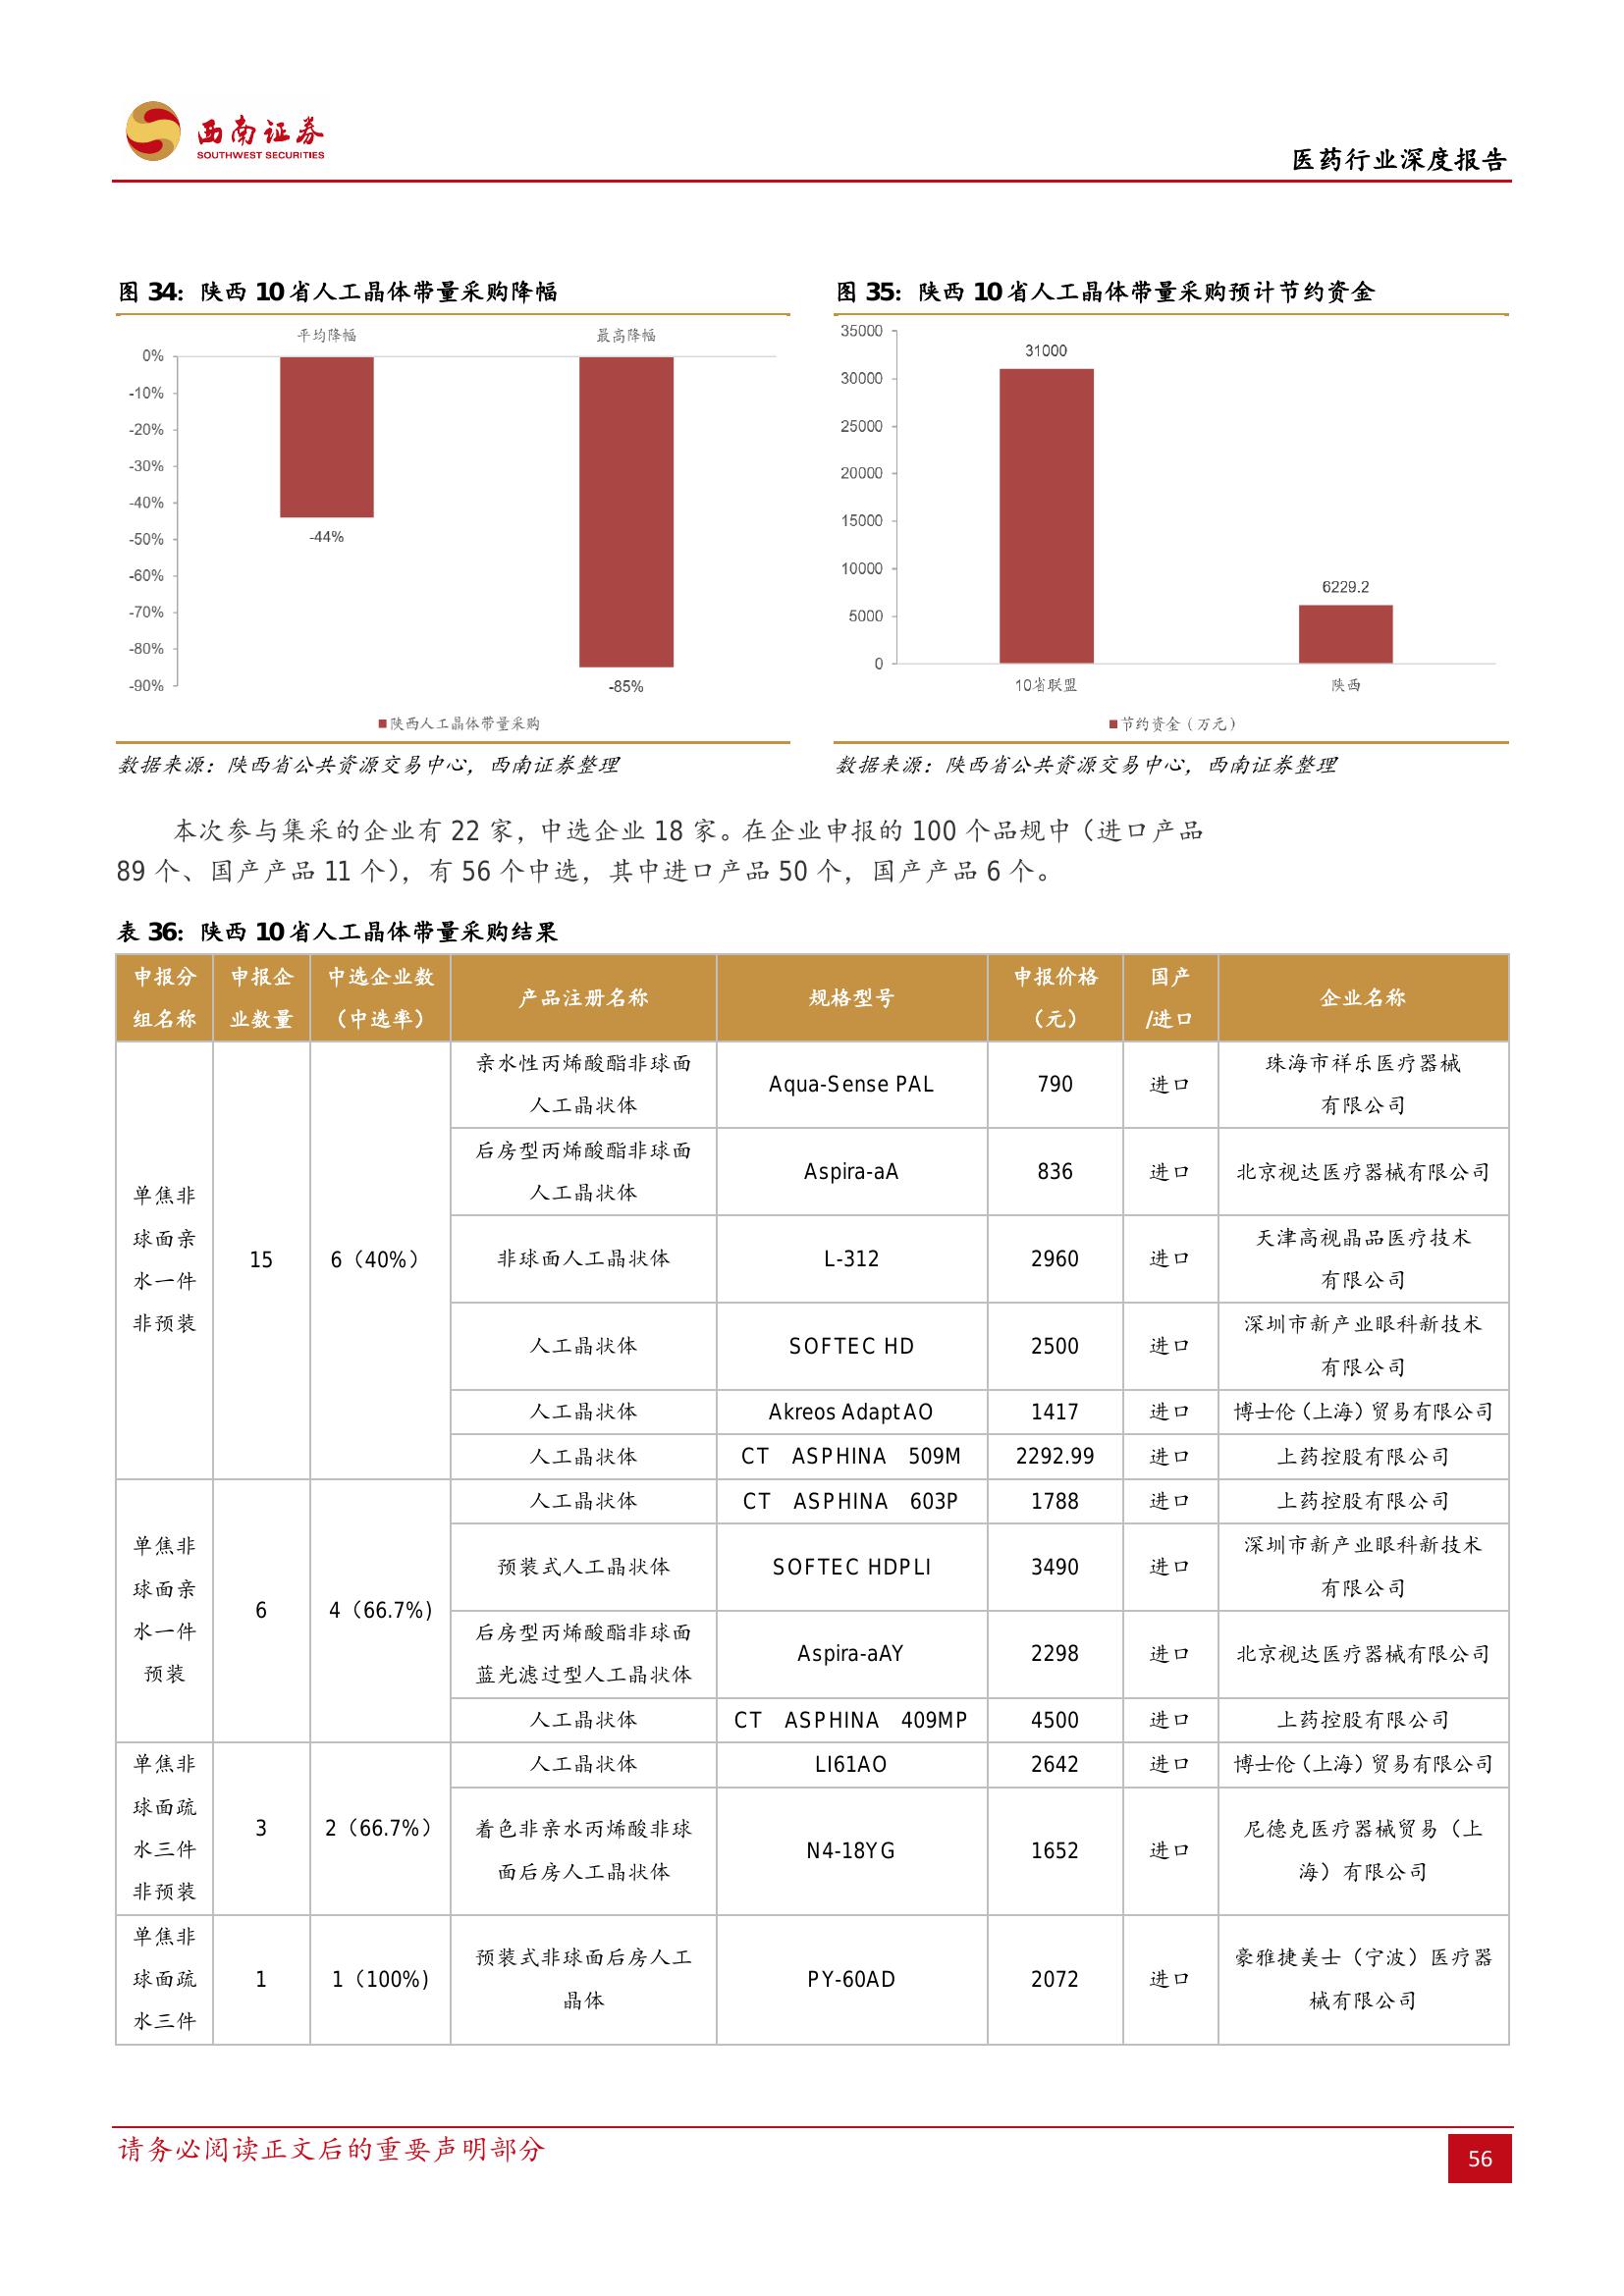 西南证券
SOUTHWEST SECURITIES
医药行业深度报告
图 34：陕西 10 省人工晶体带量采购降幅
平均降幅
最高降幅
0%
-10%
-20%
-30%
-40%
-50%
-60%
-70%
-80%
-90%
-44%
-85%
陕西人工晶体带量采购
数据来源：陕西省公共资源交易中心，西南证券整理
图 35：陕西 10 省人工晶体带量采购预计节约资金
35000
30000
25000
20000
15000
10000
5000
0
31000
6229.2
10省联盟
陕西
节约资金（万元）
数据来源：陕西省公共资源交易中心，西南证券整理
本次参与集采的企业有 22 家，中选企业 18 家。在企业申报的 100 个品规中（进口产品
89 个、国产产品 11 个），有 56 个中选，其中进口产品 50 个，国产产品 6 个。
表 36：陕西 10 省人工晶体带量采购结果
申报分
组名称
申报企
业数量
中选企业数
（中选率）
产品注册名称
规格型号
申报价格
（元）
国产
/进口
企业名称
单焦非
球面亲
水一件
非预装
15
6（40%）
亲水性丙烯酸酯非球面
人工晶状体
Aqua-Sense PAL
790
进口
珠海市祥乐医疗器械
有限公司
后房型丙烯酸酯非球面
人工晶状体
Aspira-aA
836
进口
北京视达医疗器械有限公司
非球面人工晶状体
L-312
2960
进口
天津高视晶品医疗技术
有限公司
人工晶状体
SOFTEC HD
2500
进口
深圳市新产业眼科新技术
有限公司
人工晶状体
Akreos Adapt AO
1417
进口
博士伦（上海）贸易有限公司
人工晶状体
CT ASPHINA 509M
2292.99
进口
上药控股有限公司
单焦非
球面亲
水一件
预装
6
4（66.7%)
人工晶状体
CT ASPHINA 603P
1788
进口
上药控股有限公司
预装式人工晶状体
SOFTEC HDPLI
3490
进口
深圳市新产业眼科新技术
有限公司
后房型丙烯酸酯非球面
蓝光滤过型人工晶状体
Aspira-aAY
2298
进口
北京视达医疗器械有限公司
人工晶状体
CT ASPHINA 409MP
4500
进口
上药控股有限公司
单焦非
球面疏
水三件
非预装
3
2（66.7%）
人工晶状体
LI61AO
2642
进口
博士伦（上海）贸易有限公司
着色非亲水丙烯酸非球
面后房人工晶状体
N4-18YG
1652
进口
尼德克医疗器械贸易（上
海）有限公司
单焦非
球面疏
水三件
1
1（100%)
预装式非球面后房人工
晶体
PY-60AD
2072
进口
豪雅捷美士（宁波）医疗器
械有限公司
请务必阅读正文后的重要声明部分
56